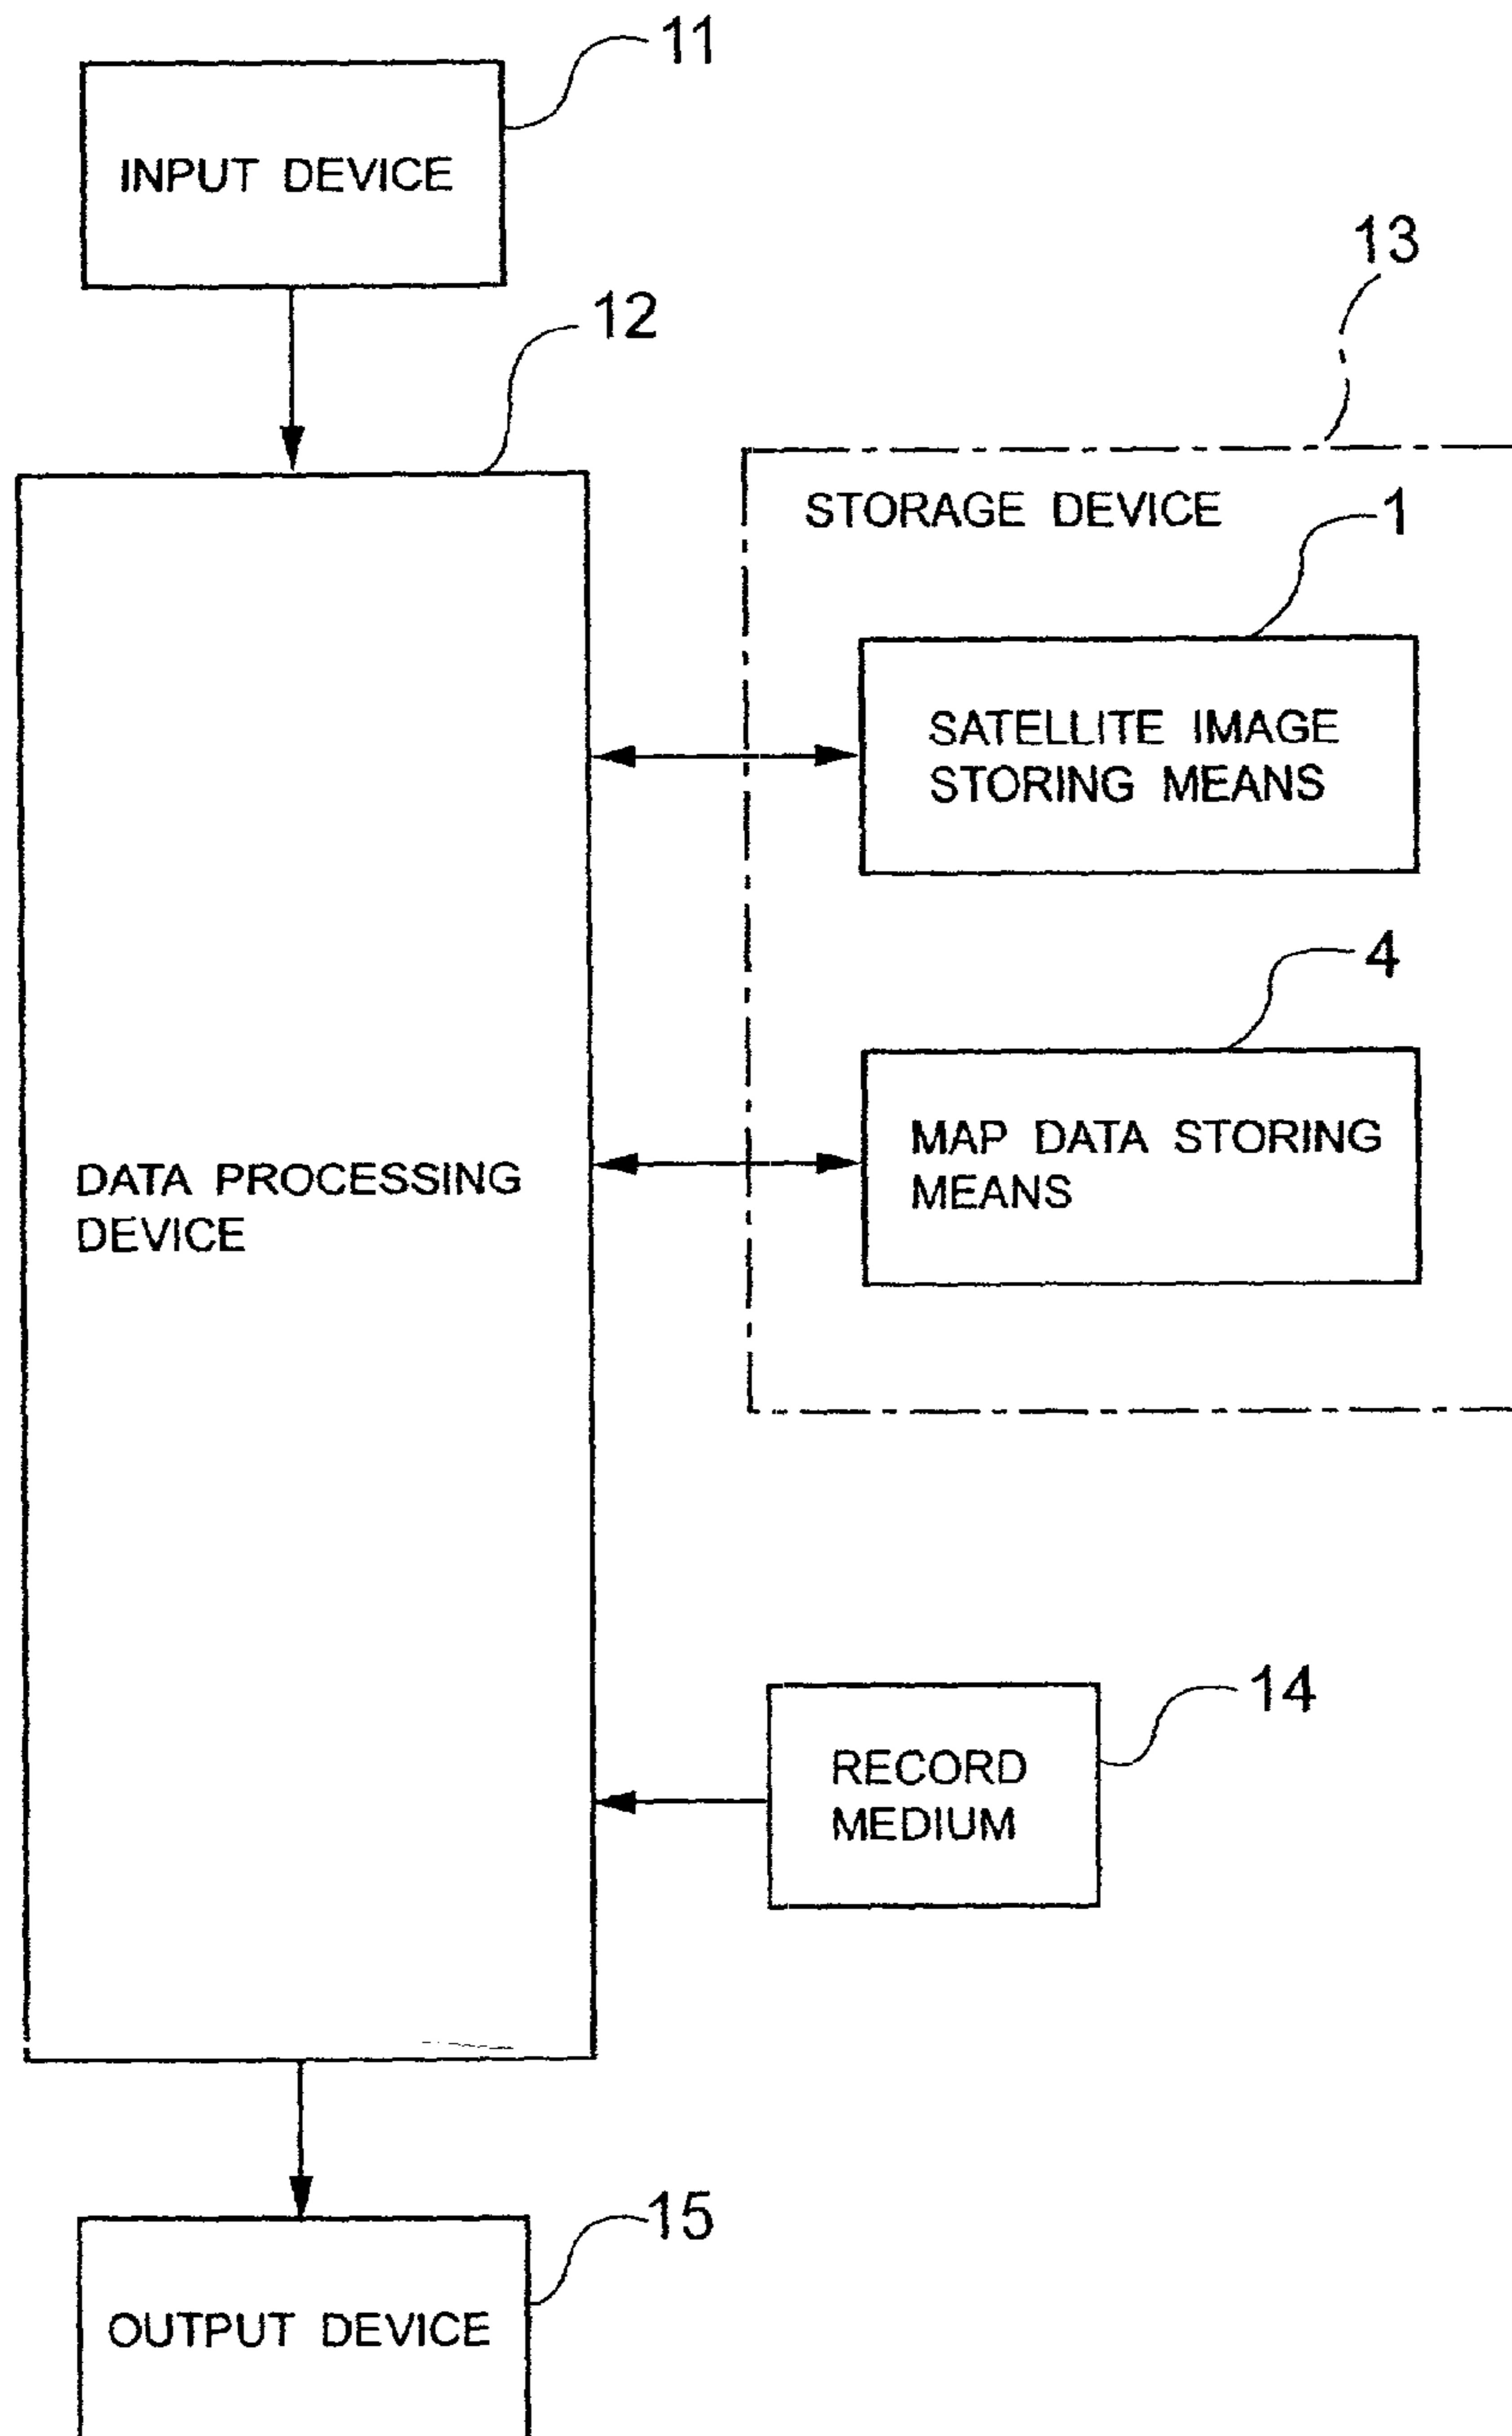 11
INPUT DEVICE
12
13
STORAGE DEVICE
1
SATELLITE IMAGE
STORING MEANS
4
MAP DATA STORING
MEANS
DATA PROCESSING
DEVICE
14
RECORD
MEDIUM
15
OUTPUT DEVICE